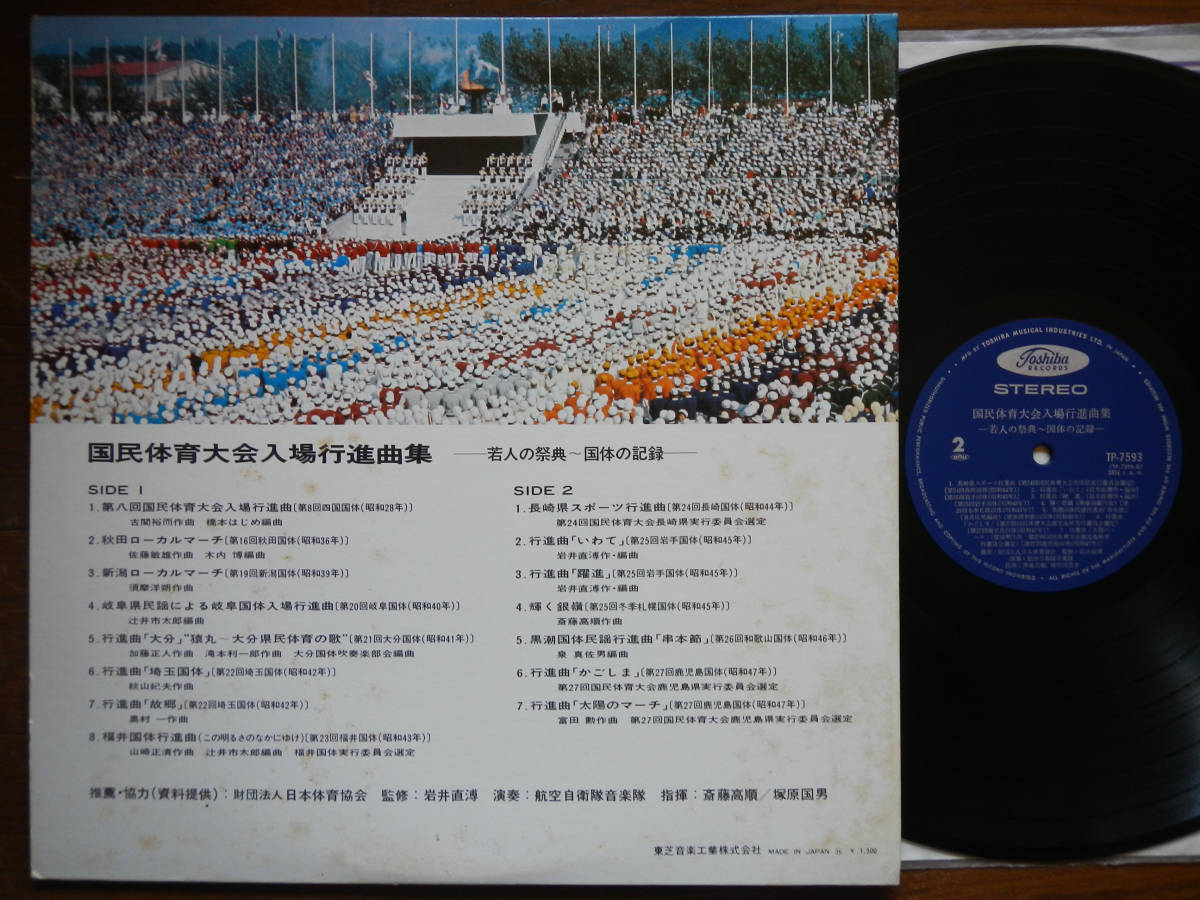 国民体育大会入場行進曲集 ——若人の祭典～国体の記録——
SIDE 1
1.第八回国民体育大会入場行進曲〔第8回四国国体(昭和28年)〕
古関裕而作曲 橋本はじめ編曲
2.秋田ローカルマーチ〔第16回秋田国体(昭和36年)〕
佐藤敏雄作曲 木内 博編曲
3.新潟ローカルマーチ〔第19回新潟国体(昭和39年)〕
須摩洋朔作曲
4.岐阜県民謡による岐阜国体入場行進曲〔第20回岐阜国体(昭和40年)〕
辻井市太郎編曲
5.行進曲「大分」“猿丸－大分県民体育の歌”〔第21回大分国体(昭和41年)〕
加藤正人作曲 滝本利一郎作曲 大分国体吹奏楽部会編曲
6.行進曲「埼玉国体」〔第22回埼玉国体(昭和42年)〕
秋山紀夫作曲
7.行進曲「故郷」〔第22回埼玉国体(昭和42年)〕
奥村 一作曲
8.福井国体行進曲(この明るさのなかにゆけ)〔第23回福井国体(昭和43年)〕
山崎正清作曲 辻井市太郎編曲 福井国体実行委員会選定
SIDE 2
1.長崎県スポーツ行進曲〔第24回長崎国体(昭和44年)〕
第24回国民体育大会長崎県実行委員会選定
2.行進曲「いわて」〔第25回岩手国体(昭和45年)〕
岩井直溥作・編曲
3.行進曲「躍進」〔第25回岩手国体(昭和45年)〕
岩井直溥作・編曲
4.輝く銀嶺〔第25回冬季札幌国体(昭和45年)〕
斎藤高順作曲
5.黒潮国体民謡行進曲「串本節」〔第26回和歌山国体(昭和46年)〕
泉 真佐男編曲
6.行進曲「かごしま」〔第27回鹿児島国体(昭和47年)〕
第27回国民体育大会鹿児島県実行委員会選定
7.行進曲「太陽のマーチ」〔第27回鹿児島国体(昭和47年)〕
富田 勲作曲 第27回国民体育大会鹿児島県実行委員会選定
推薦・協力(資料提供)：財団法人日本体育協会 監修：岩井直溥 演奏：航空自衛隊音楽隊 指揮：斎藤高順／塚原国男
東芝音楽工業株式会社 MADE IN JAPAN ¥1,500
MFD BY TOSHIBA MUSICAL INDUSTRIES LTD. IN JAPAN
Toshiba
RECORDS
STEREO
国民体育大会入場行進曲集
―若人の祭典～国体の記録―
2
TP-7593